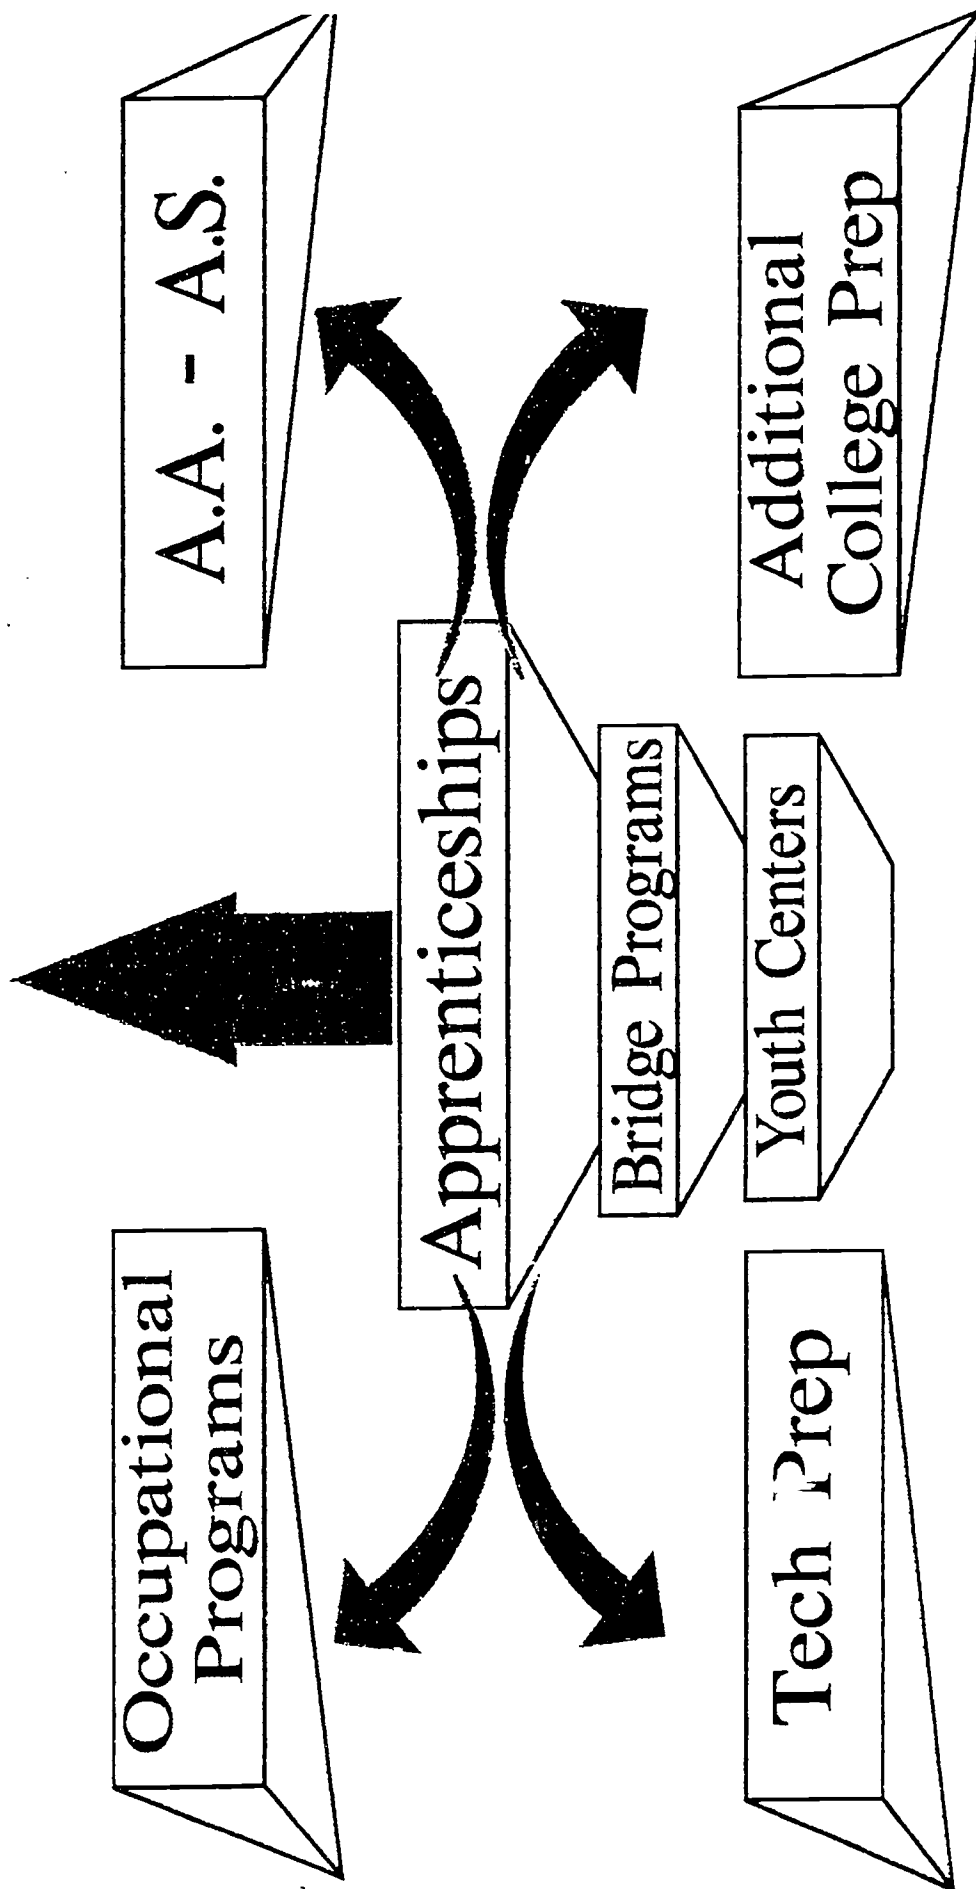 Occupational
Programs
A.A. - A.S.
Apprenticeships
Bridge Programs
Youth Centers
Tech Prep
Additional
College Prep